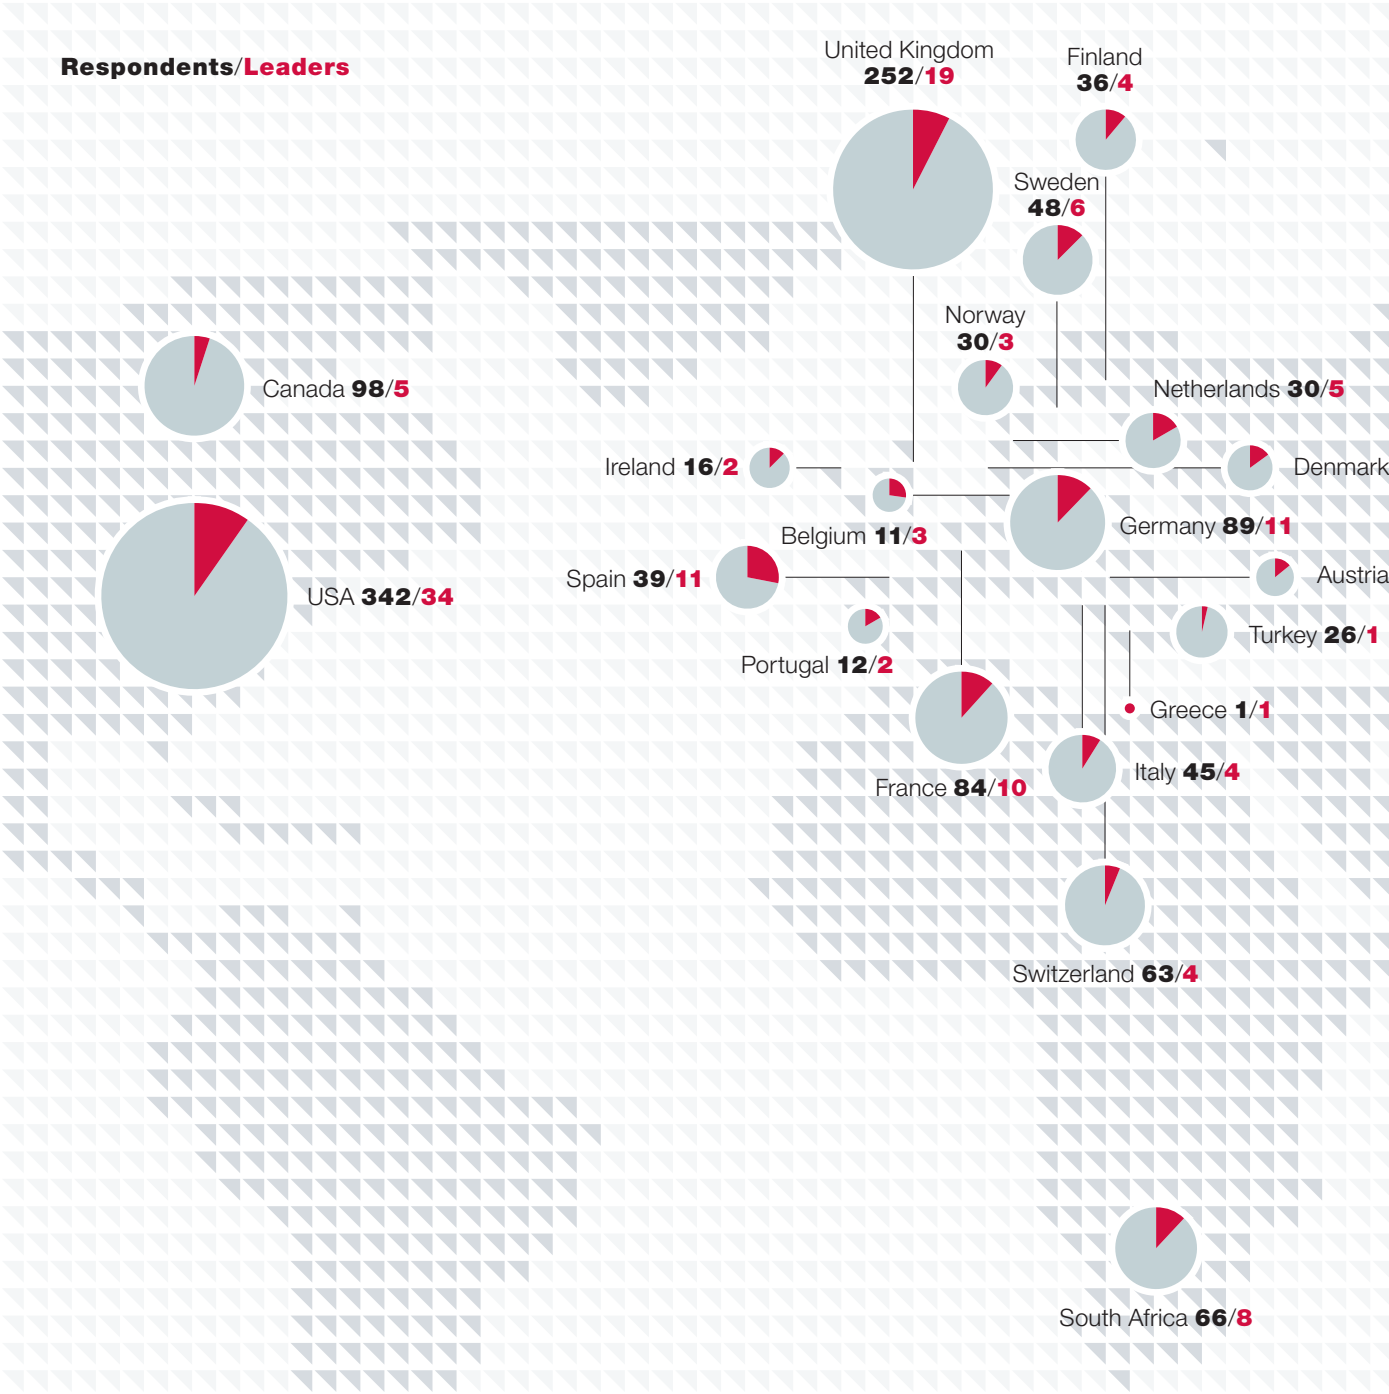 Respondents/Leaders
United Kingdom
252/19
Finland
36/4
Sweden
48/6
Norway
30/3
Canada 98/5
Netherlands 30/5
Ireland 16/2
Denmark
Belgium 11/3
Germany 89/11
Spain 39/11
Austria
USA 342/34
Turkey 26/1
Portugal 12/2
Greece 1/1
Italy 45/4
France 84/10
Switzerland 63/4
South Africa 66/8